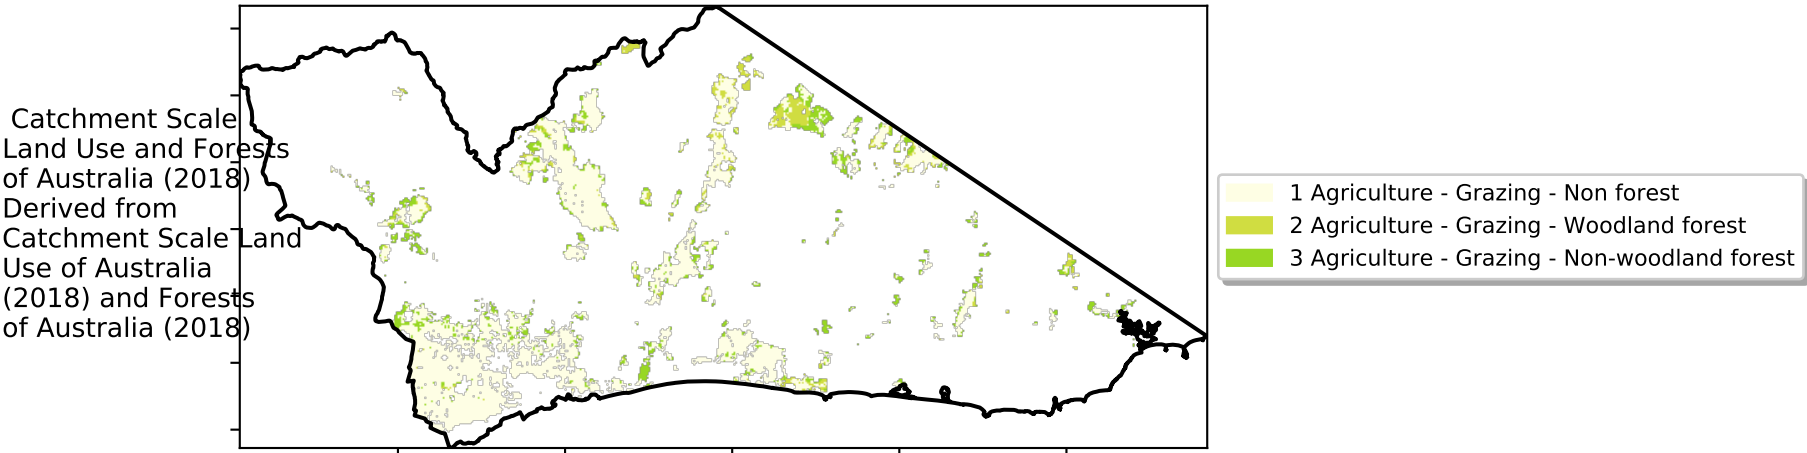 Catchment Scale
Land Use and Forests
of Australia (2018)
Derived from
Catchment Scale Land
Use of Australia
(2018) and Forests
of Australia (2018)
1 Agriculture - Grazing - Non forest
2 Agriculture - Grazing - Woodland forest
3 Agriculture - Grazing - Non-woodland forest